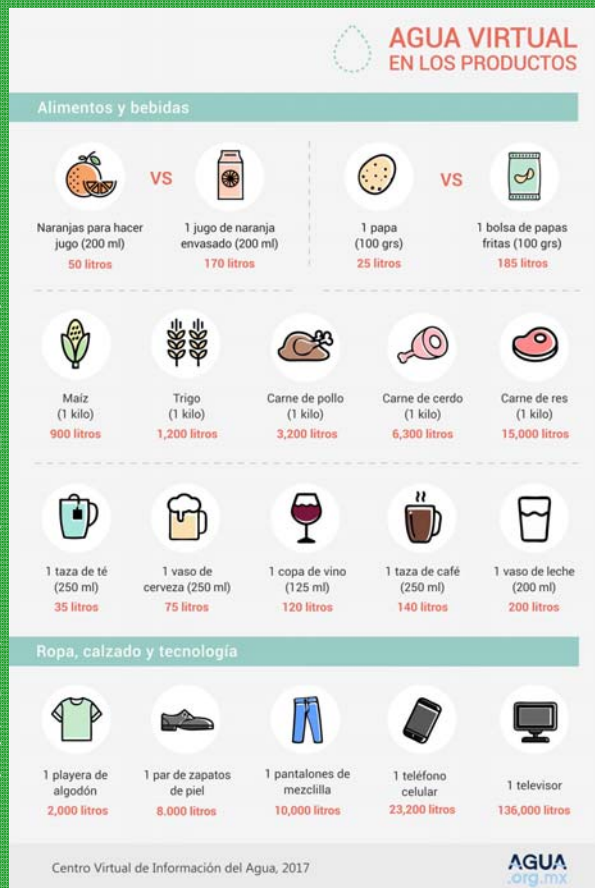 AGUA VIRTUAL
EN LOS PRODUCTOS
Alimentos y bebidas
VS
VS
Naranjas para hacer
jugo (200 ml)
50 litros
1 jugo de naranja
envasado (200 ml)
170 litros
1 papa
(100 grs)
25 litros
1 bolsa de papas
fritas (100 grs)
185 litros
Maíz
(1 kilo)
900 litros
Trigo
(1 kilo)
1,200 litros
Carne de pollo
(1 kilo)
3,200 litros
Carne de cerdo
(1 kilo)
6,300 litros
Carne de res
(1 kilo)
15,000 litros
1 taza de té
(250 ml)
35 litros
1 vaso de
cerveza (250 ml)
75 litros
1 copa de vino
(125 ml)
120 litros
1 taza de café
(250 ml)
140 litros
1 vaso de leche
(200 ml)
200 litros
Ropa, calzado y tecnología
1 playera de
algodón
2,000 litros
1 par de zapatos
de piel
8.000 litros
1 pantalones de
mezclilla
10,000 litros
1 teléfono
celular
23,200 litros
1 televisor
136,000 litros
Centro Virtual de Información del Agua, 2017
AGUA
.org.mx